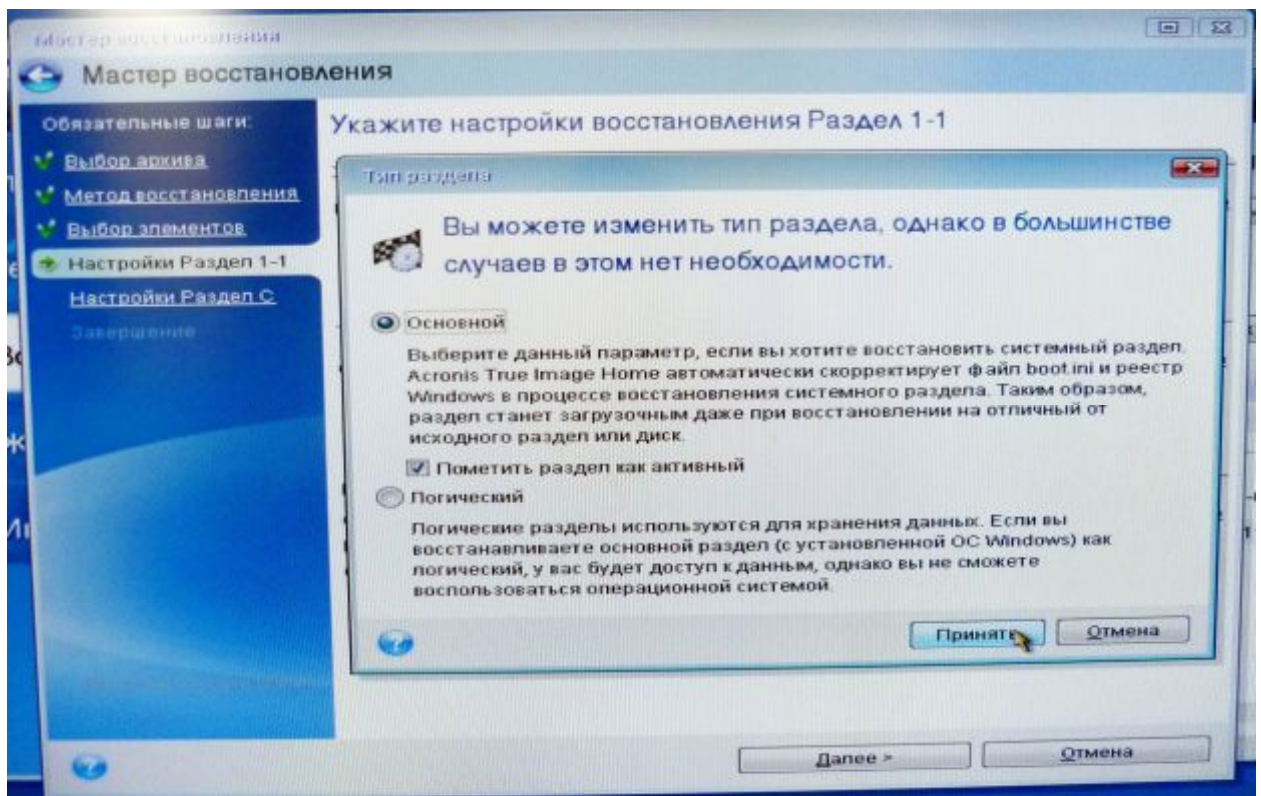 Мастер восстановления
Мастер восстановления
Обязательные шаги:
Выбор архива
Метод восстановления
Выбор элементов
Настройки Раздел 1-1
Настройки Раздел C
Завершение
Укажите настройки восстановления Раздел 1-1
Тип раздела
Вы можете изменить тип раздела, однако в большинстве
случаев в этом нет необходимости.
Основной
Выберите данный параметр, если вы хотите восстановить системный раздел.
Acronis True Image Home автоматически скорректирует файл boot.ini и реестр
Windows в процессе восстановления системного раздела. Таким образом,
раздел станет загрузочным даже при восстановлении на отличный от
исходного раздел или диск.
Пометить раздел как активный
Логический
Логические разделы используются для хранения данных. Если вы
восстанавливаете основной раздел (с установленной ОС Windows) как
логический, у вас будет доступ к данным, однако вы не сможете
воспользоваться операционной системой.
Принять
Отмена
Далее >
Отмена